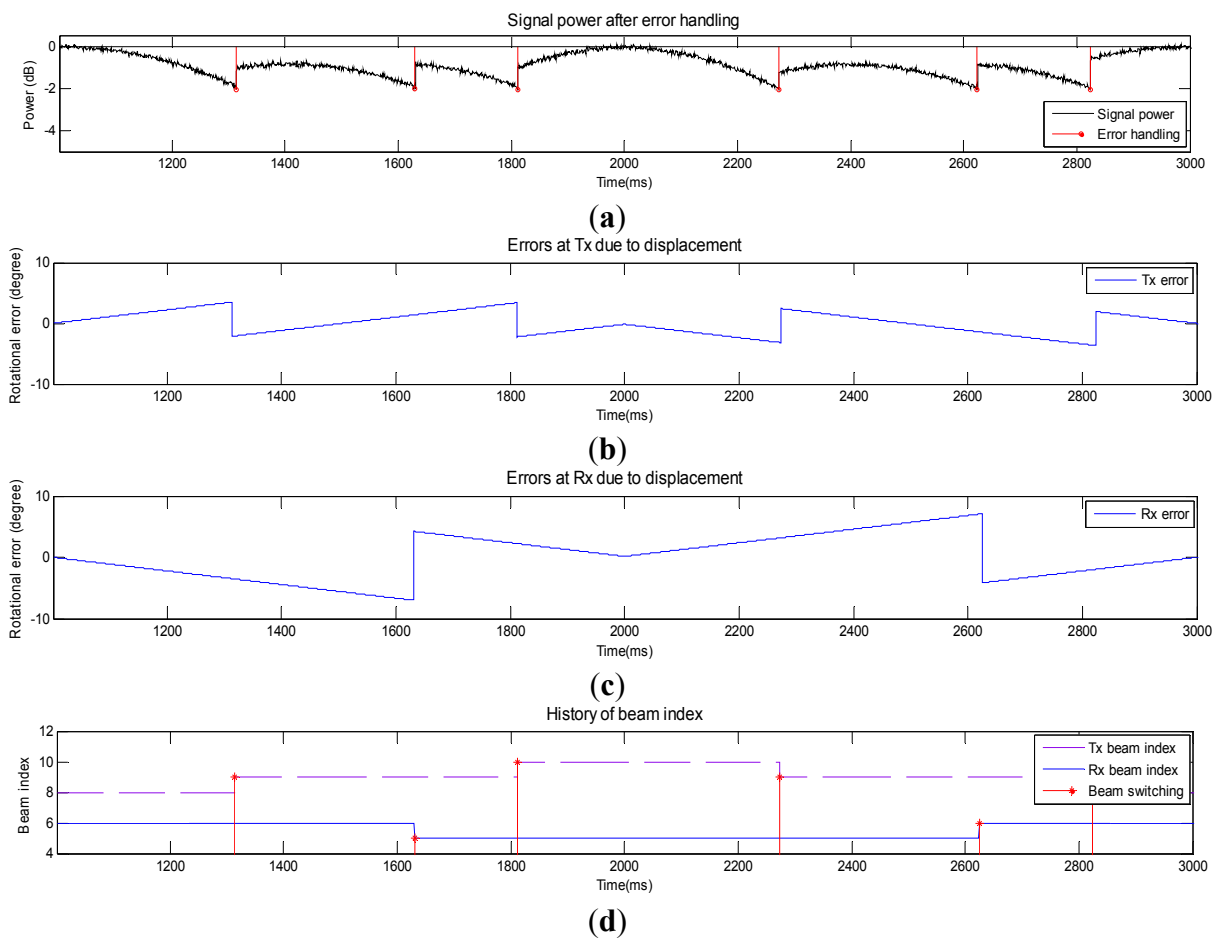 Signal power after error handling
Power (dB)
0
-2
-4
Signal power
Error handling
1200 1400 1600 1800 2000 2200 2400 2600 2800 3000
Time(ms)
(a)
Errors at Tx due to displacement
Rotational error (degree)
10
0
-10
Tx error
1200 1400 1600 1800 2000 2200 2400 2600 2800 3000
Time(ms)
(b)
Errors at Rx due to displacement
Rotational error (degree)
10
0
-10
Rx error
1200 1400 1600 1800 2000 2200 2400 2600 2800 3000
Time(ms)
(c)
History of beam index
Beam index
12
10
8
6
4
Tx beam index
Rx beam index
Beam switching
1200 1400 1600 1800 2000 2200 2400 2600 2800 3000
Time(ms)
(d)